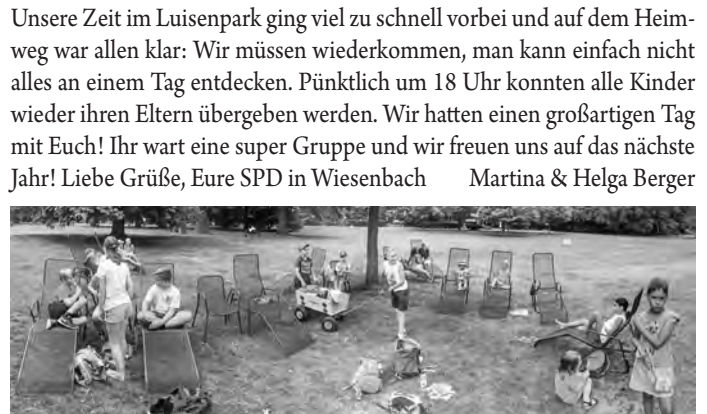 Unsere Zeit im Luisenpark ging viel zu schnell vorbei und auf dem Heim-
weg war allen klar: Wir müssen wiederkommen, man kann einfach nicht
alles an einem Tag entdecken. Pünktlich um 18 Uhr konnten alle Kinder
wieder ihren Eltern übergeben werden. Wir hatten einen großartigen Tag
mit Euch! Ihr wart eine super Gruppe und wir freuen uns auf das nächste
Jahr! Liebe Grüße, Eure SPD in Wiesenbach Martina & Helga Berger